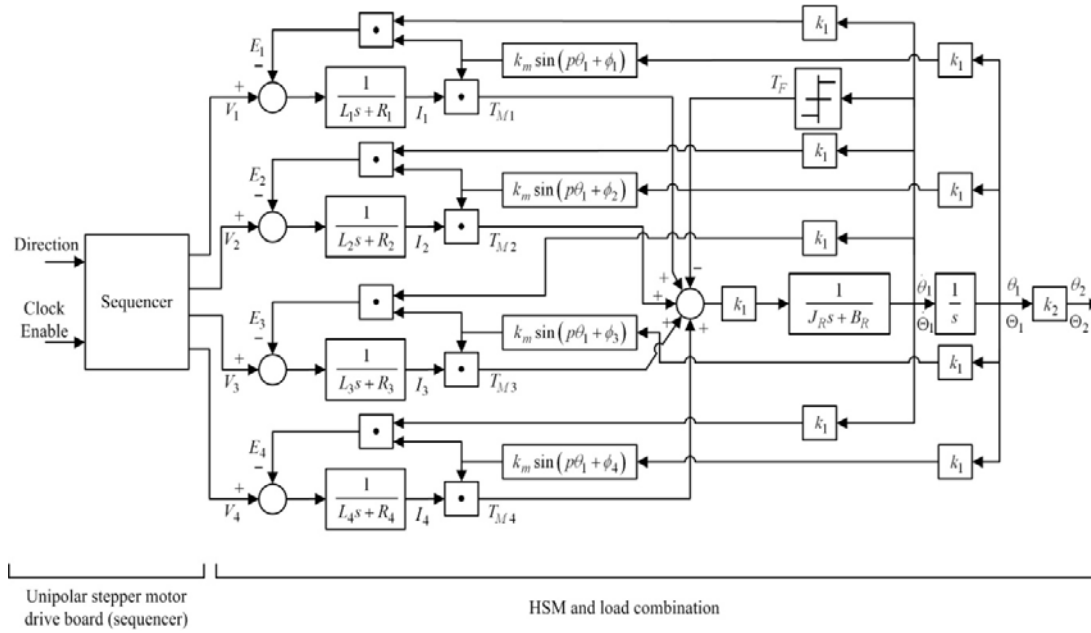 k₁
E₁
−
k_m sin(pθ₁ + φ₁)
k₁
+
V₁
1
L₁s + R₁
I₁
T_M1
T_F
k₁
E₂
−
k_m sin(pθ₁ + φ₂)
k₁
+
V₂
1
L₂s + R₂
I₂
T_M2
k₁
Direction
Sequencer
Clock
Enable
−
+
+
+
+
k₁
1
J_R s + B_R
θ̇₁
Θ̇₁
1
s
θ₁
Θ₁
k₂
θ₂
Θ₂
E₃
−
k_m sin(pθ₁ + φ₃)
k₁
+
V₃
1
L₃s + R₃
I₃
T_M3
k₁
E₄
−
k_m sin(pθ₁ + φ₄)
k₁
+
V₄
1
L₄s + R₄
I₄
T_M4
Unipolar stepper motor
drive board (sequencer)
HSM and load combination